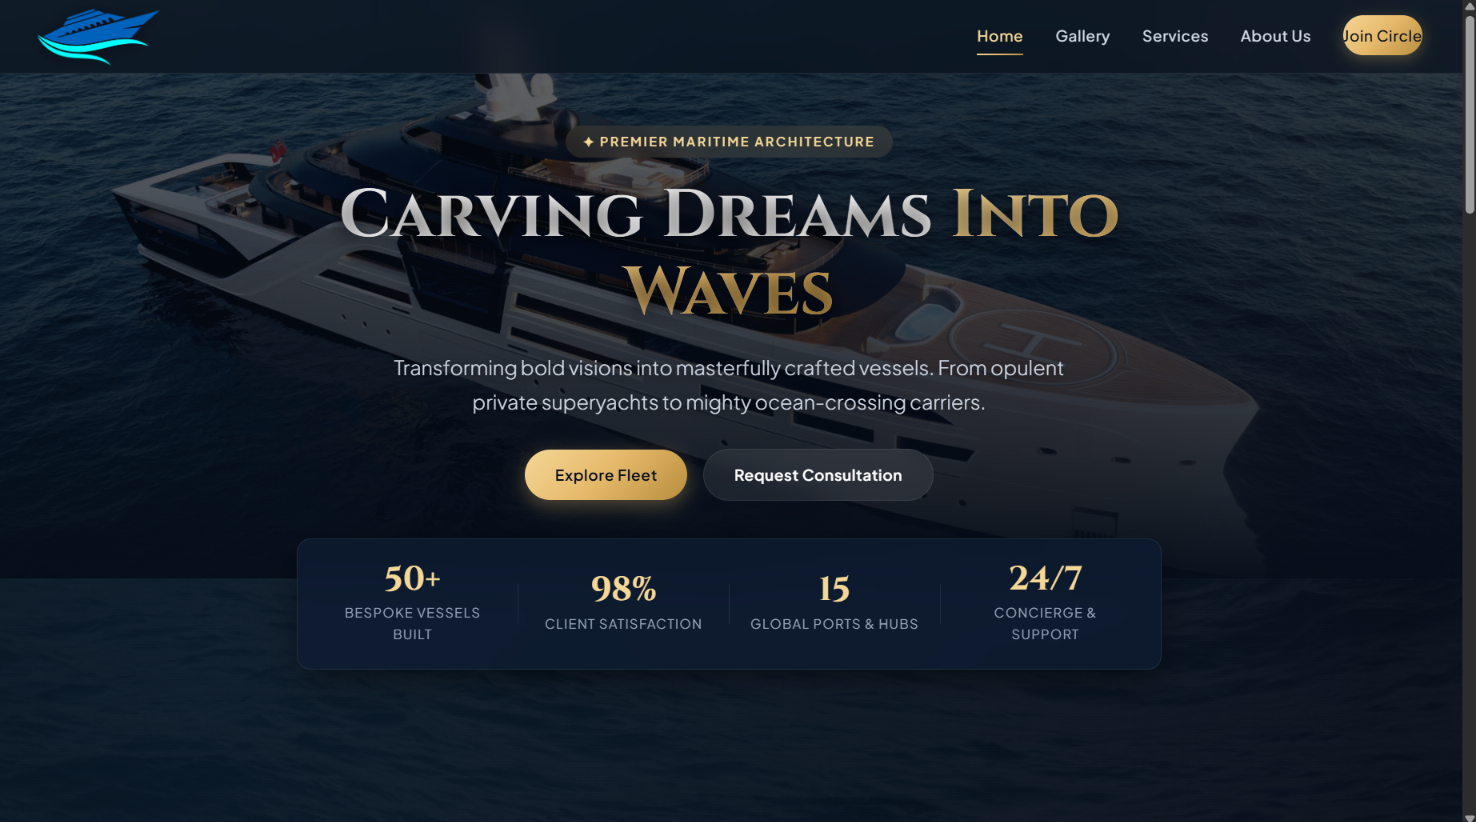 Home Gallery Services About Us Join Circle
✦ PREMIER MARITIME ARCHITECTURE
Carving Dreams Into
Waves
Transforming bold visions into masterfully crafted vessels. From opulent
private superyachts to mighty ocean-crossing carriers.
Explore Fleet Request Consultation
50+
BESPOKE VESSELS
BUILT
98%
CLIENT SATISFACTION
15
GLOBAL PORTS & HUBS
24/7
CONCIERGE &
SUPPORT